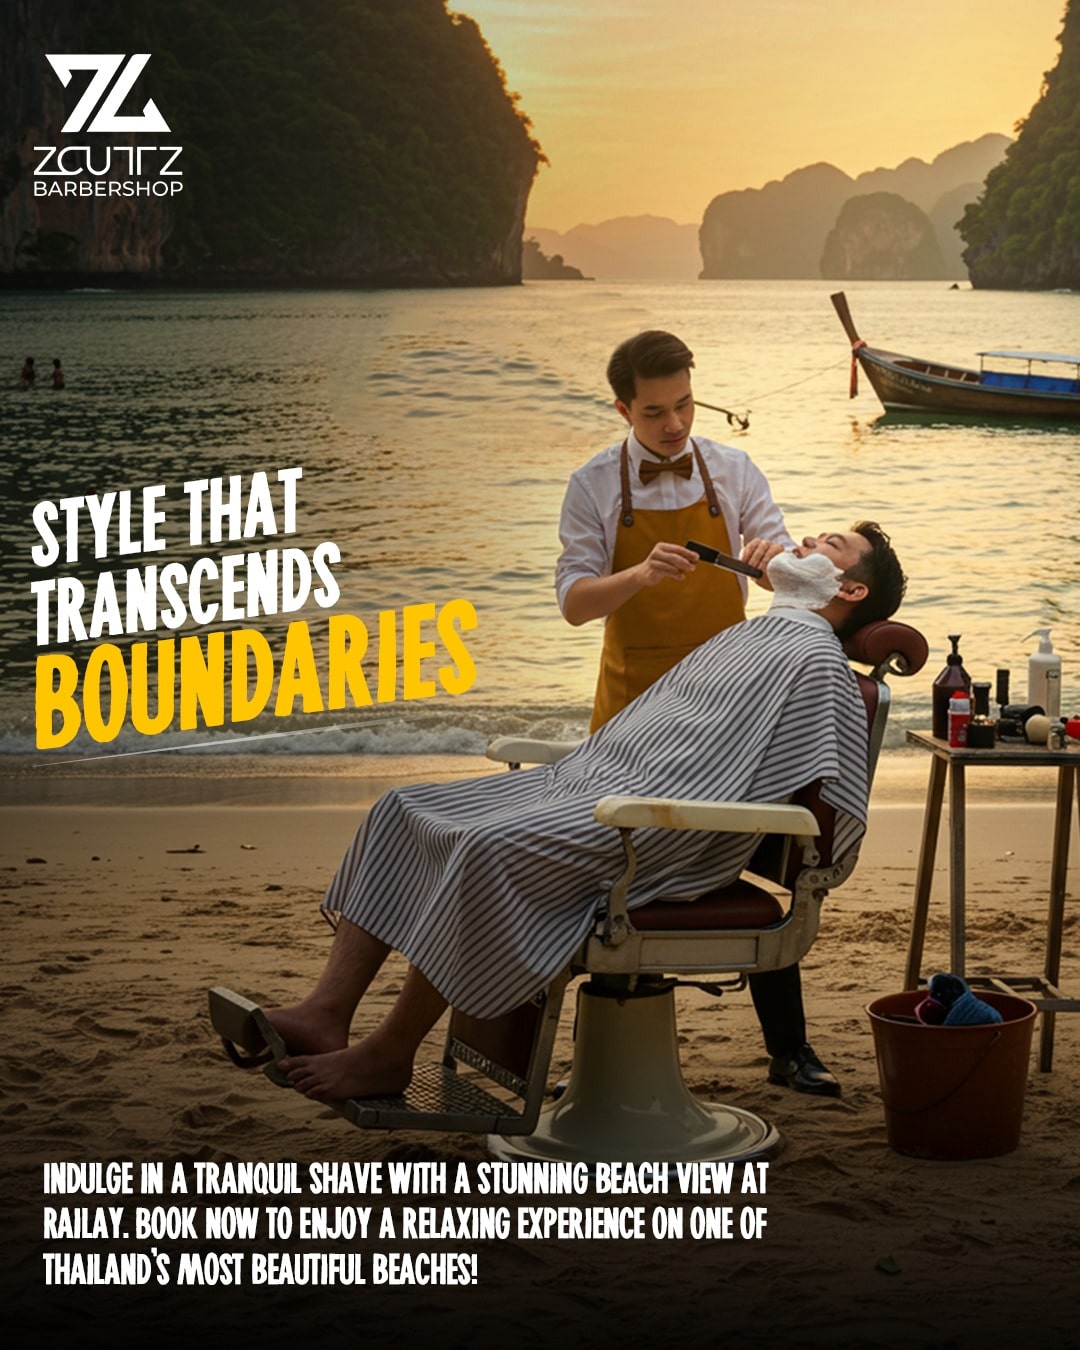 ZCUTTZ
BARBERSHOP
STYLE THAT
TRANSCENDS
BOUNDARIES
INDULGE IN A TRANQUIL SHAVE WITH A STUNNING BEACH VIEW AT
RAILAY. BOOK NOW TO ENJOY A RELAXING EXPERIENCE ON ONE OF
THAILAND'S MOST BEAUTIFUL BEACHES!